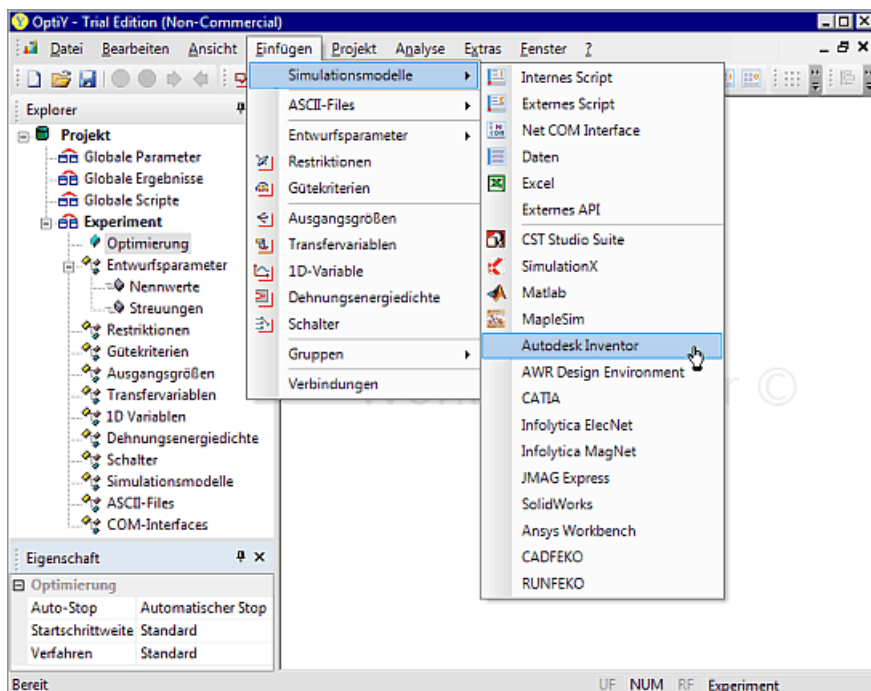 OptiY - Trial Edition (Non-Commercial)
Datei Bearbeiten Ansicht Einfügen Projekt Analyse Extras Fenster ?
Explorer
Projekt
Globale Parameter
Globale Ergebnisse
Globale Scripte
Experiment
Optimierung
Entwurfsparameter
Nennwerte
Streuungen
Restriktionen
Gütekriterien
Ausgangsgrößen
Transfervariablen
1D Variablen
Dehnungsenergiedichte
Schalter
Simulationsmodelle
ASCII-Files
COM-Interfaces
Simulationsmodelle
ASCII-Files
Entwurfsparameter
Restriktionen
Gütekriterien
Ausgangsgrößen
Transfervariablen
1D-Variable
Dehnungsenergiedichte
Schalter
Gruppen
Verbindungen
Internes Script
Externes Script
Net COM Interface
Daten
Excel
Externes API
CST Studio Suite
SimulationX
Matlab
MapleSim
Autodesk Inventor
AWR Design Environment
CATIA
Infolytica ElecNet
Infolytica MagNet
JMAG Express
SolidWorks
Ansys Workbench
CADFEKO
RUNFEKO
r ©
Eigenschaft
Optimierung
Auto-Stop Automatischer Stop
Startschrittweite Standard
Verfahren Standard
Bereit UF NUM RF Experiment